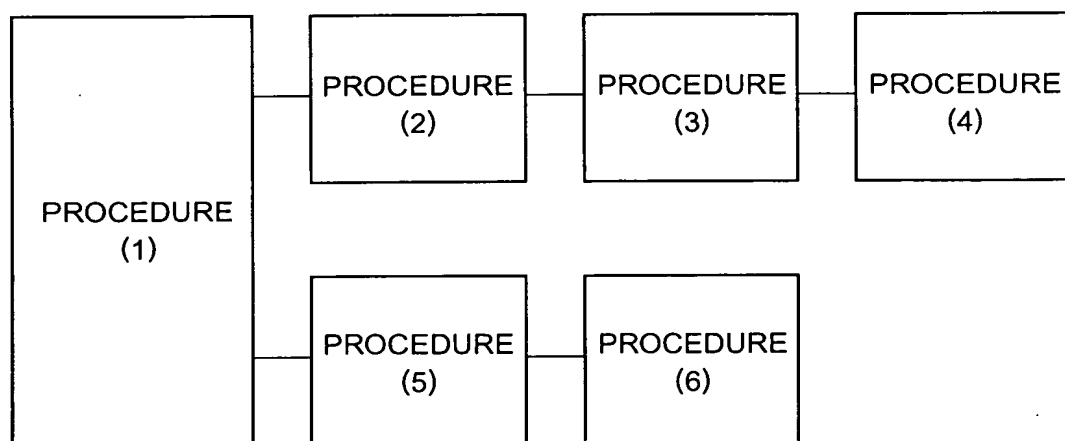 PROCEDURE
(1)
PROCEDURE
(2)
PROCEDURE
(3)
PROCEDURE
(4)
PROCEDURE
(5)
PROCEDURE
(6)